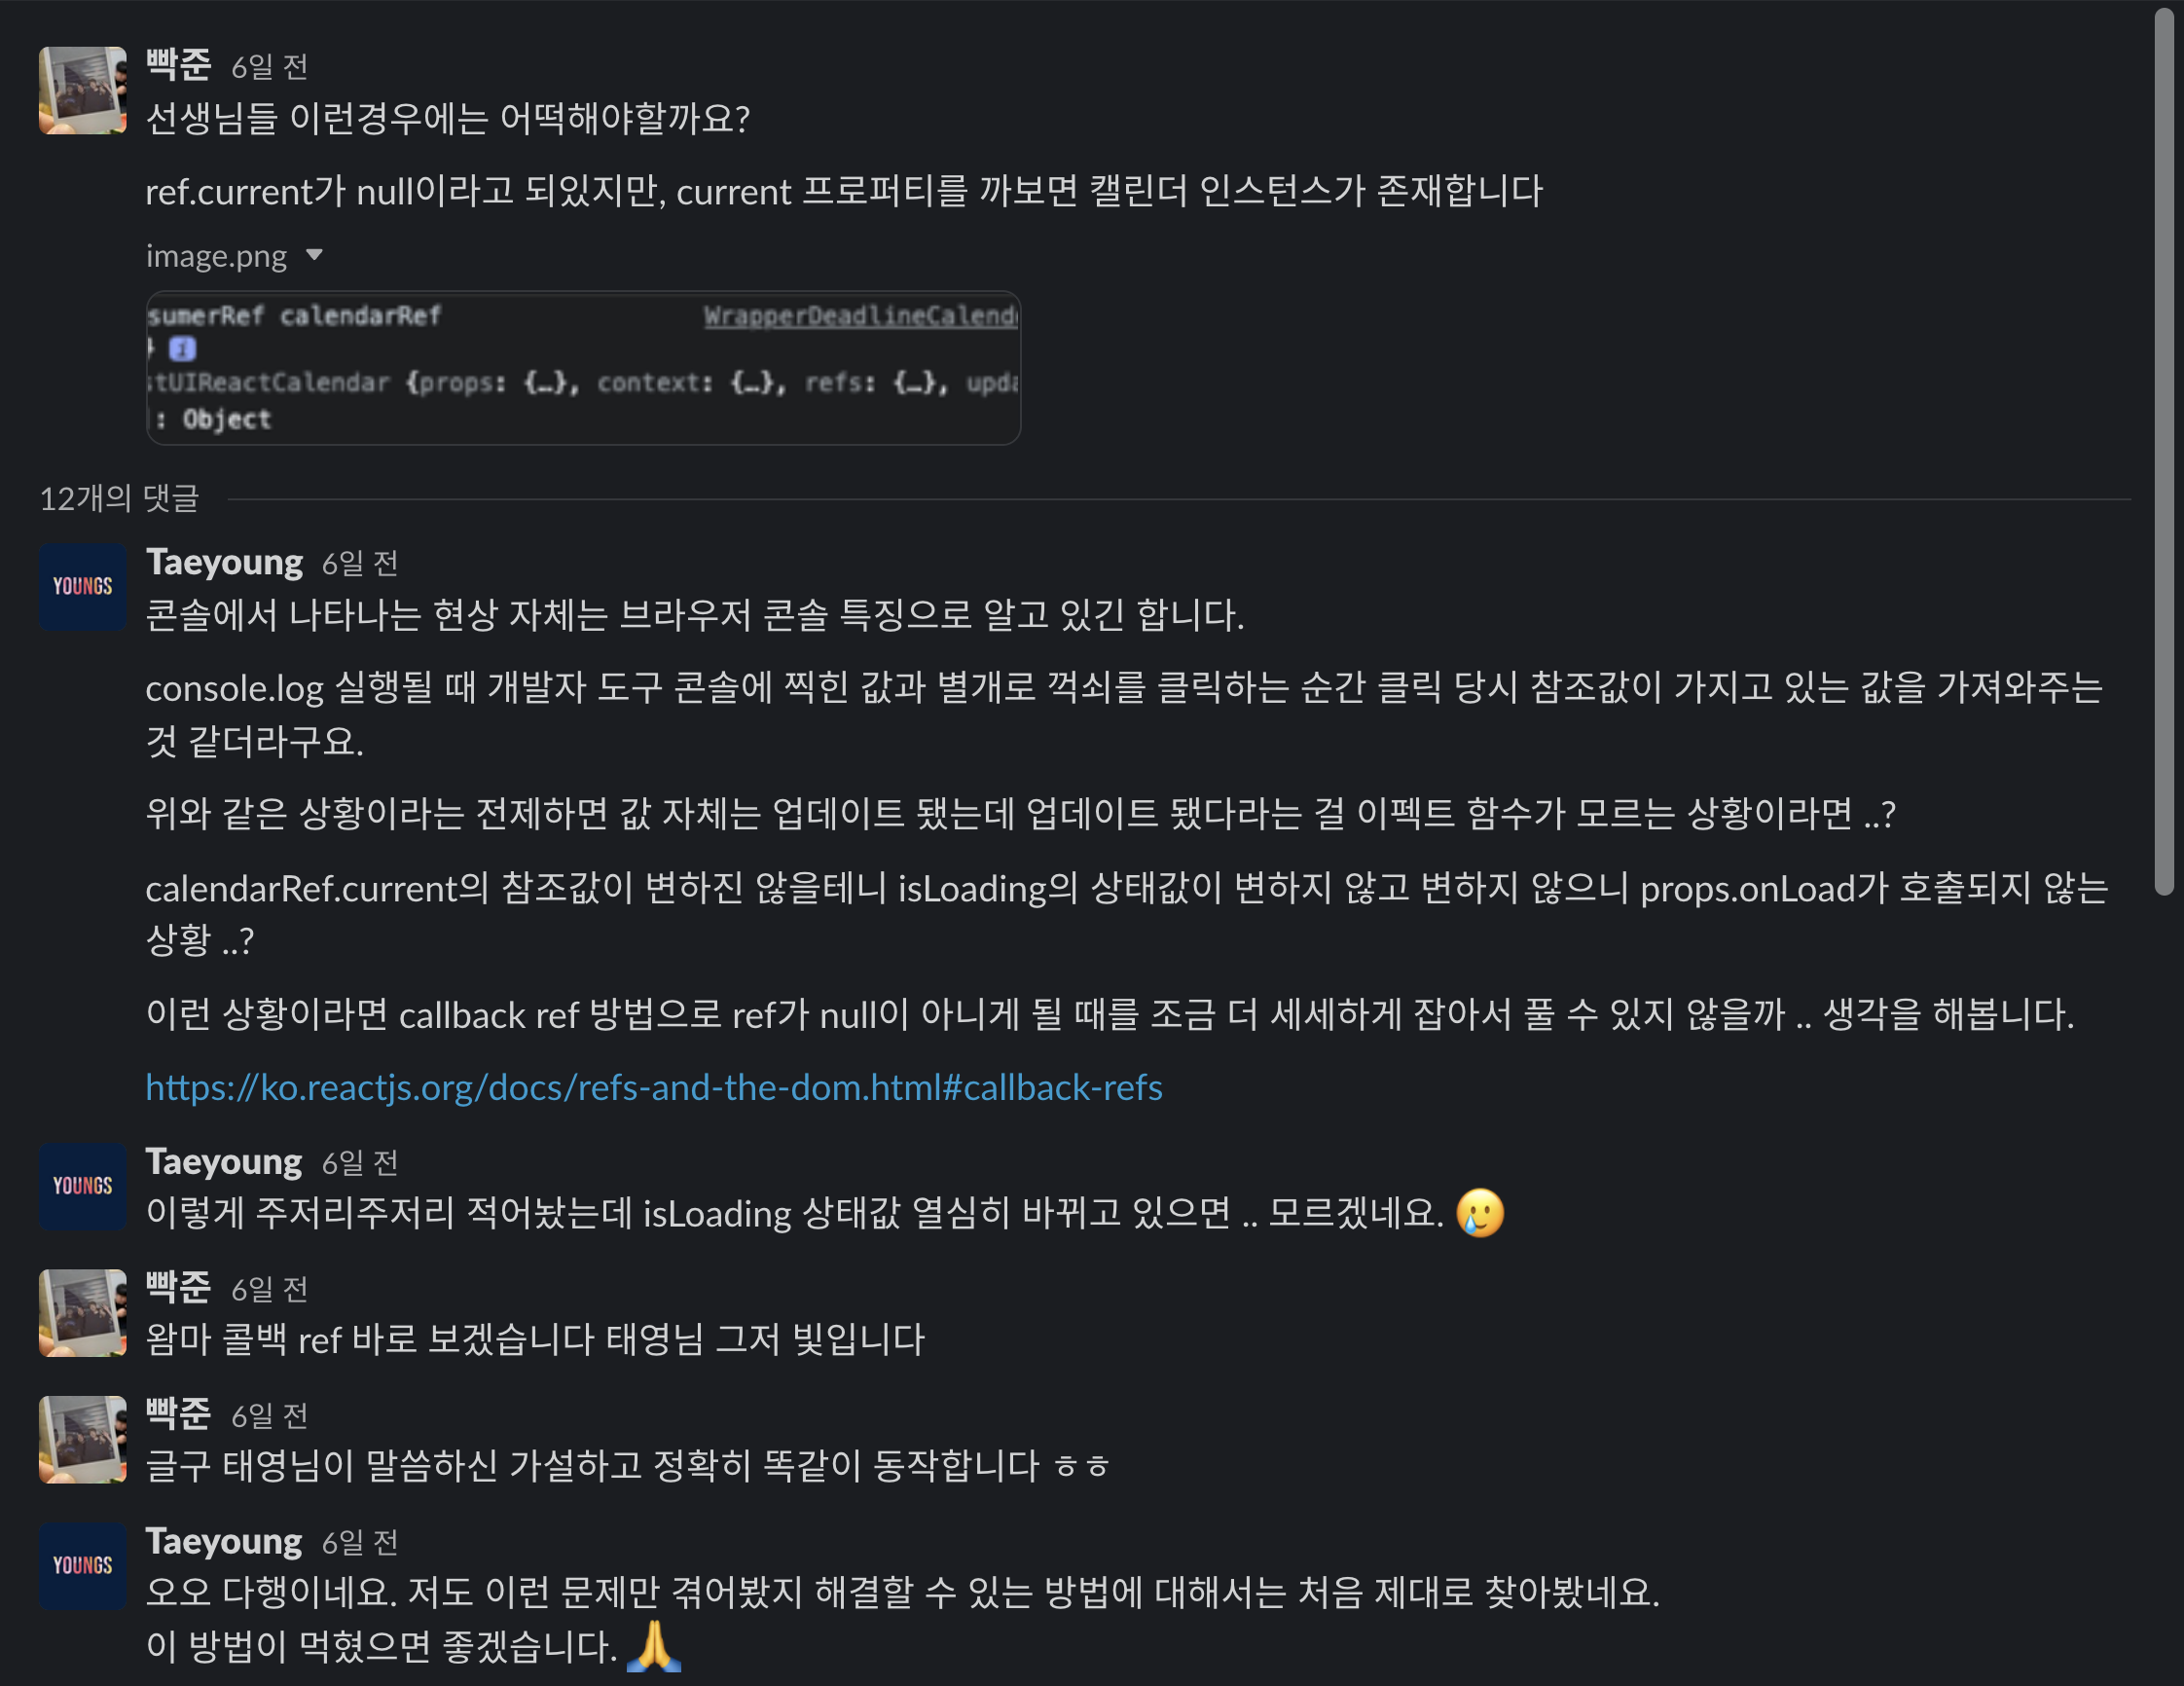 빡준 6일 전
선생님들 이런경우에는 어떡해야할까요?
ref.current가 null이라고 되있지만, current 프로퍼티를 까보면 캘린더 인스턴스가 존재합니다
image.png
sumerRef calendarRef WrapperDeadlineCalend
i
tUIReactCalendar {props: {…}, context: {…}, refs: {…}, upda
: Object
12개의 댓글
YOUNGS
Taeyoung 6일 전
콘솔에서 나타나는 현상 자체는 브라우저 콘솔 특징으로 알고 있긴 합니다.
console.log 실행될 때 개발자 도구 콘솔에 찍힌 값과 별개로 꺽쇠를 클릭하는 순간 클릭 당시 참조값이 가지고 있는 값을 가져와주는
것 같더라구요.
위와 같은 상황이라는 전제하면 값 자체는 업데이트 됐는데 업데이트 됐다라는 걸 이펙트 함수가 모르는 상황이라면 ..?
calendarRef.current의 참조값이 변하진 않을테니 isLoading의 상태값이 변하지 않고 변하지 않으니 props.onLoad가 호출되지 않는
상황 ..?
이런 상황이라면 callback ref 방법으로 ref가 null이 아니게 될 때를 조금 더 세세하게 잡아서 풀 수 있지 않을까 .. 생각을 해봅니다.
https://ko.reactjs.org/docs/refs-and-the-dom.html#callback-refs
YOUNGS
Taeyoung 6일 전
이렇게 주저리주저리 적어놨는데 isLoading 상태값 열심히 바뀌고 있으면 .. 모르겠네요. 🥲
빡준 6일 전
왐마 콜백 ref 바로 보겠습니다 태영님 그저 빛입니다
빡준 6일 전
글구 태영님이 말씀하신 가설하고 정확히 똑같이 동작합니다 ㅎㅎ
YOUNGS
Taeyoung 6일 전
오오 다행이네요. 저도 이런 문제만 겪어봤지 해결할 수 있는 방법에 대해서는 처음 제대로 찾아봤네요.
이 방법이 먹혔으면 좋겠습니다. 🙏